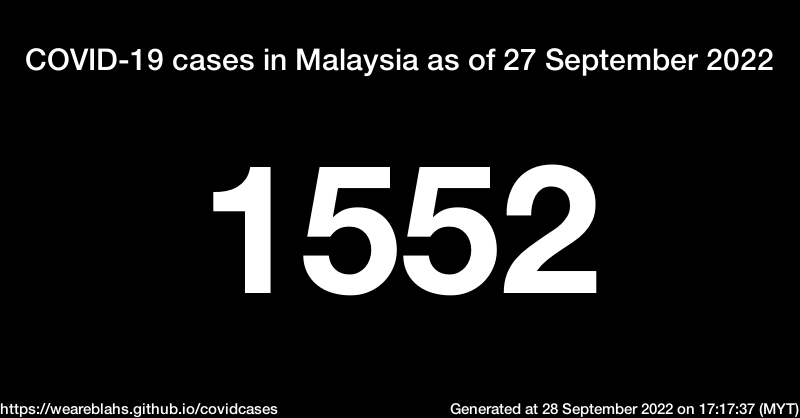 COVID-19 cases in Malaysia as of 27 September 2022
1552
https://weareblahs.github.io/covidcases
Generated at 28 September 2022 on 17:17:37 (MYT)